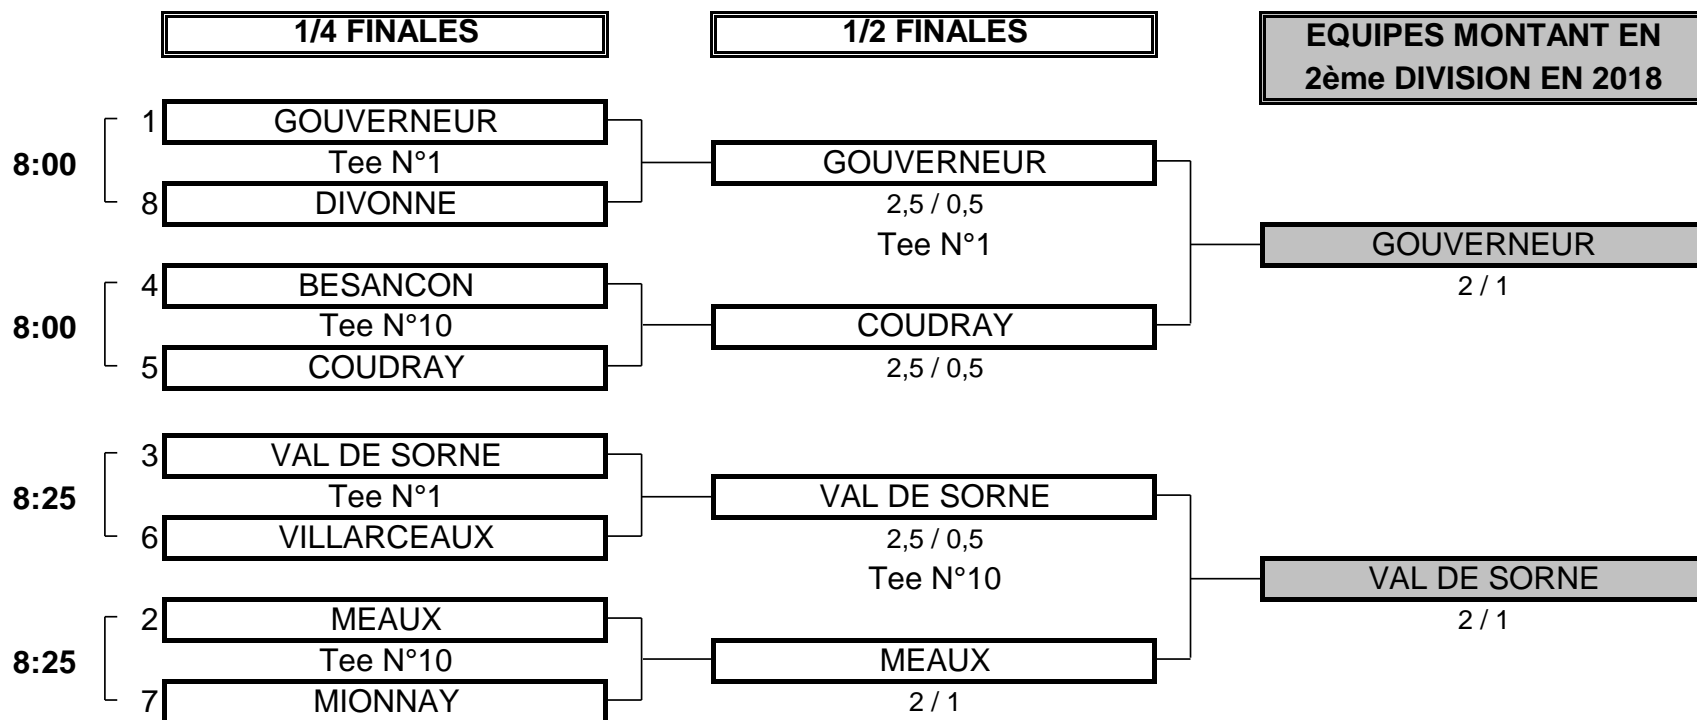 1/4 FINALES
1/2 FINALES
EQUIPES MONTANT EN
2ème DIVISION EN 2018
1 GOUVERNEUR
8:00 Tee N°1
8 DIVONNE
GOUVERNEUR
2,5 / 0,5
Tee N°1
GOUVERNEUR
2 / 1
4 BESANCON
8:00 Tee N°10
5 COUDRAY
COUDRAY
2,5 / 0,5
3 VAL DE SORNE
8:25 Tee N°1
6 VILLARCEAUX
VAL DE SORNE
2,5 / 0,5
Tee N°10
VAL DE SORNE
2 / 1
2 MEAUX
8:25 Tee N°10
7 MIONNAY
MEAUX
2 / 1